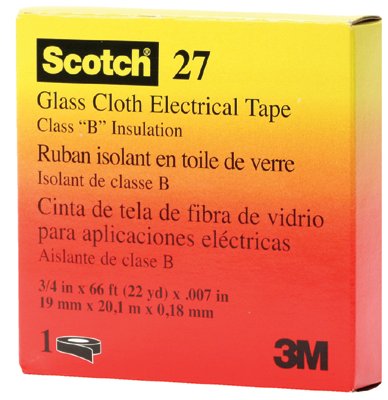 Scotch® 27
Glass Cloth Electrical Tape
Class “B” Insulation
Ruban isolant en toile de verre
Isolant de classe B
Cinta de tela de fibra de vidrio
para aplicaciones eléctricas
Aislante de clase B
3/4 in x 66 ft (22 yd) x .007 in
19 mm x 20,1 m x 0,18 mm
1
3M